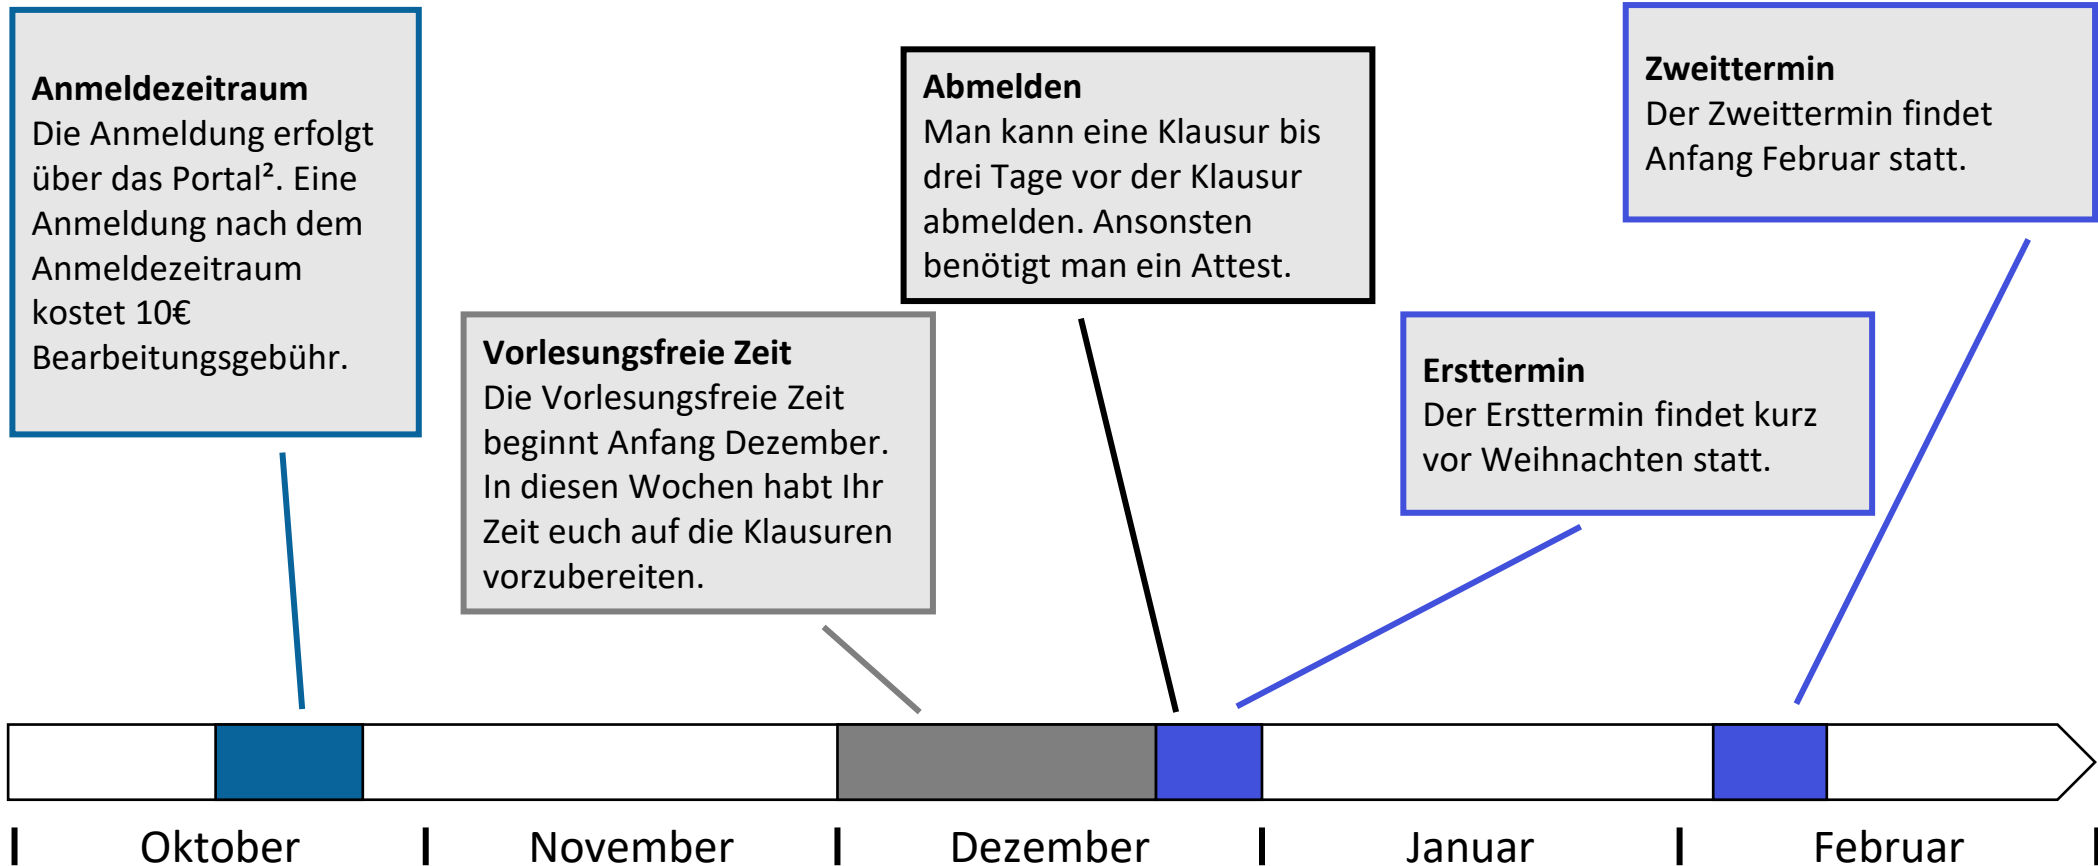 Anmeldezeitraum
Die Anmeldung erfolgt
über das Portal². Eine
Anmeldung nach dem
Anmeldezeitraum
kostet 10€
Bearbeitungsgebühr.
Vorlesungsfreie Zeit
Die Vorlesungsfreie Zeit
beginnt Anfang Dezember.
In diesen Wochen habt Ihr
Zeit euch auf die Klausuren
vorzubereiten.
Abmelden
Man kann eine Klausur bis
drei Tage vor der Klausur
abmelden. Ansonsten
benötigt man ein Attest.
Ersttermin
Der Ersttermin findet kurz
vor Weihnachten statt.
Zweittermin
Der Zweittermin findet
Anfang Februar statt.
Oktober November Dezember Januar Februar